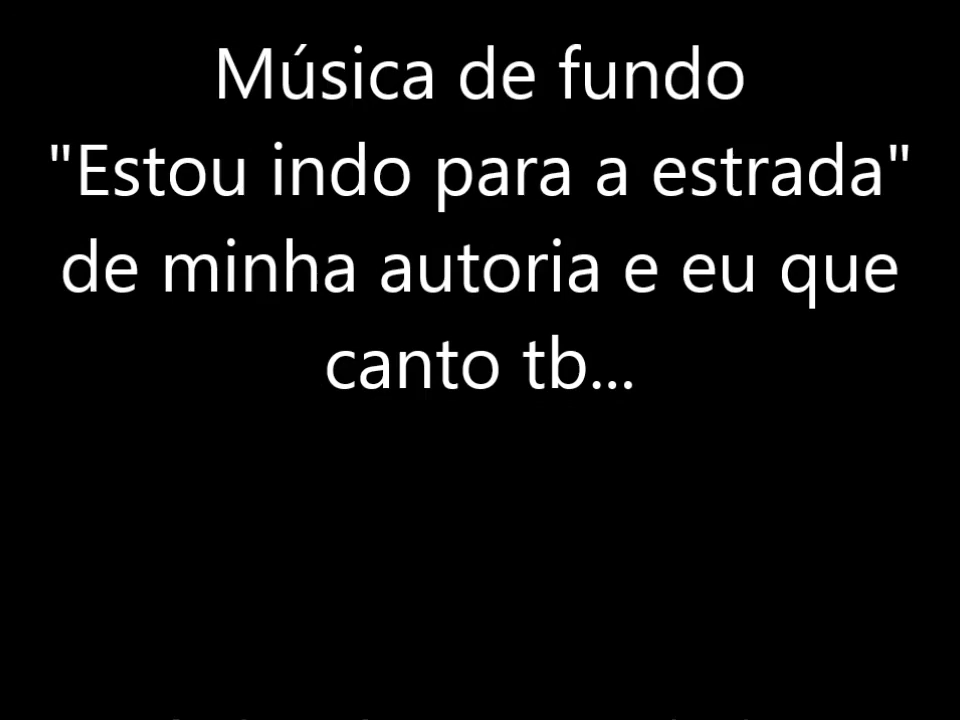 Música de fundo
"Estou indo para a estrada"
de minha autoria e eu que
canto tb...